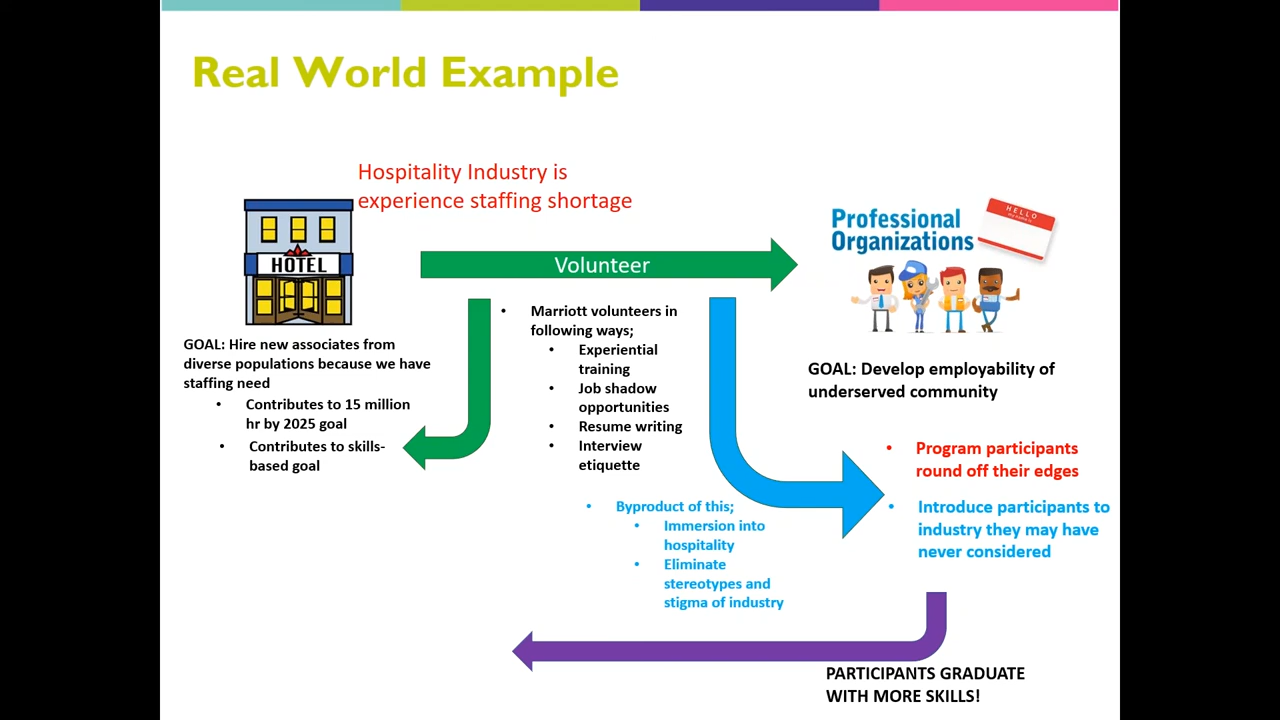 Real World Example
Hospitality Industry is
experience staffing shortage
HOTEL
Volunteer
Professional
Organizations
HELLO
my name is
GOAL: Hire new associates from
diverse populations because we have
staffing need
• Contributes to 15 million
hr by 2025 goal
• Contributes to skills-
based goal
• Marriott volunteers in
following ways;
• Experiential
training
• Job shadow
opportunities
• Resume writing
• Interview
etiquette
• Byproduct of this;
• Immersion into
hospitality
• Eliminate
stereotypes and
stigma of industry
GOAL: Develop employability of
underserved community
• Program participants
round off their edges
• Introduce participants to
industry they may have
never considered
PARTICIPANTS GRADUATE
WITH MORE SKILLS!